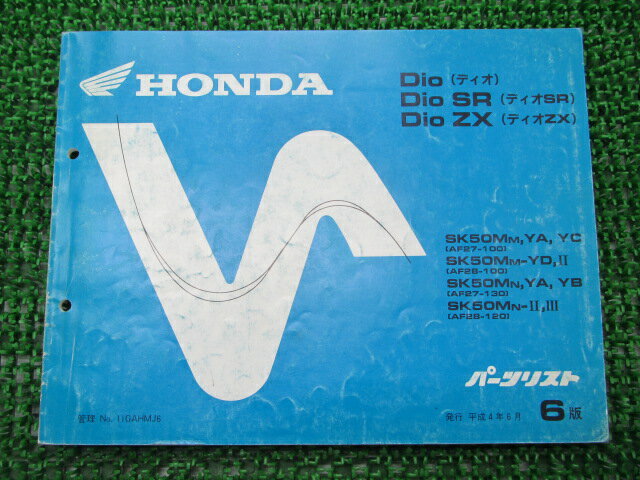 HONDA
Dio (ディオ)
Dio SR (ディオSR)
Dio ZX (ディオZX)
SK50MM, YA, YC
(AF27-100)
SK50MM-YD, II
(AF28-100)
SK50MN, YA, YB
(AF27-130)
SK50MN-II, III
(AF28-120)
パーツリスト
管理 No. 110AHMJ6
発行 平成4年6月 6版